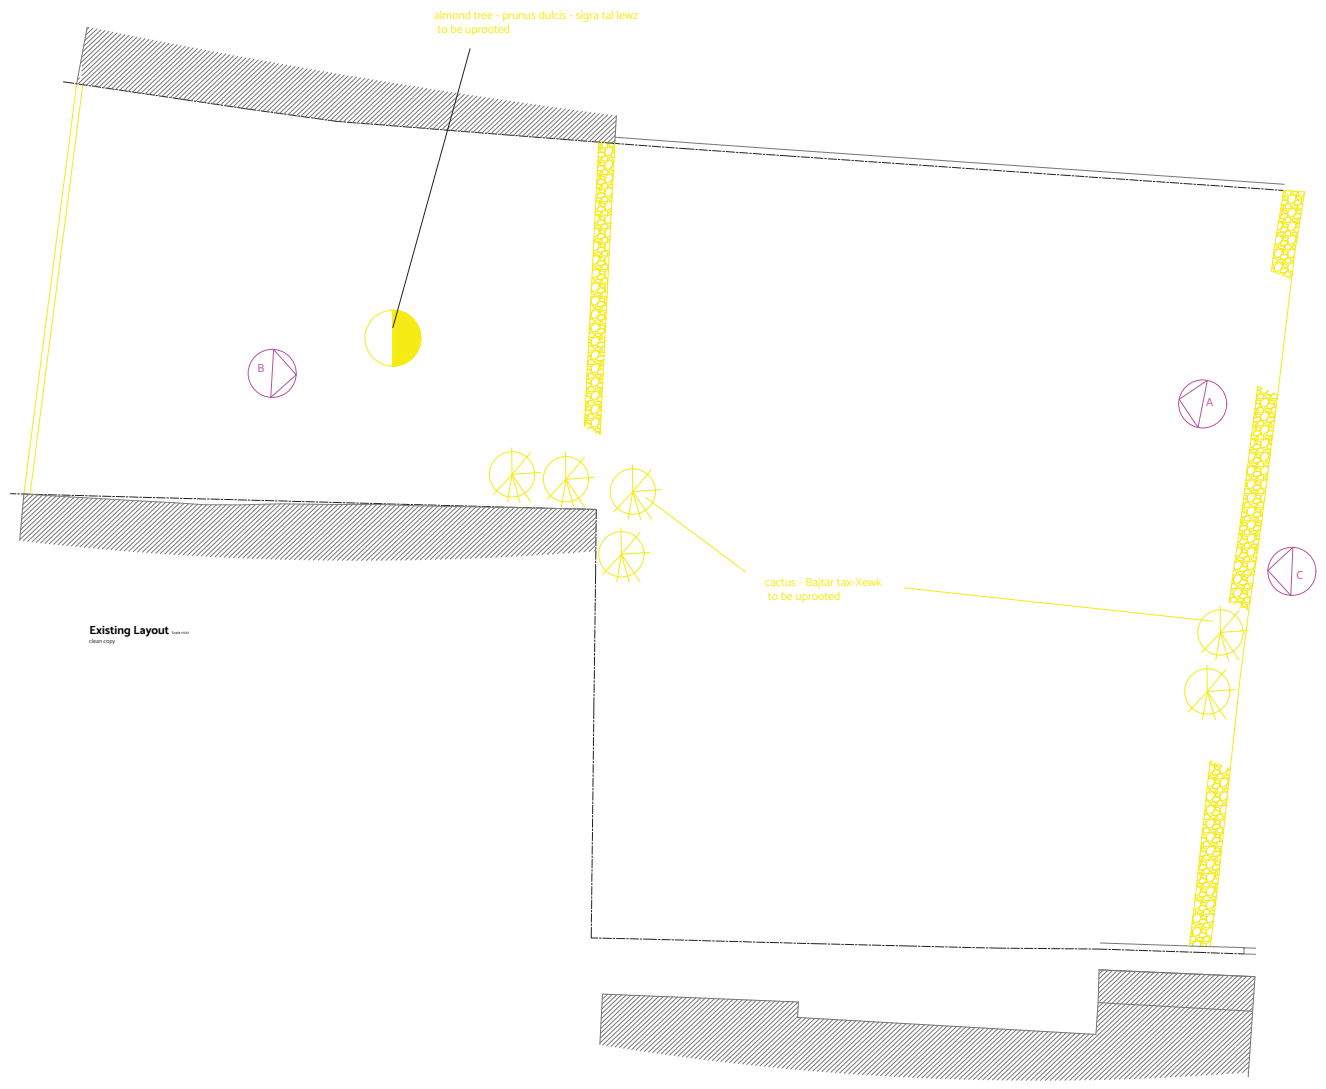 almond tree - prunus dulcis - sigra tal lewz
to be uprooted
B
A
C
cactus - Bajtar tax-Xewk
to be uprooted
Existing Layout
clean copy